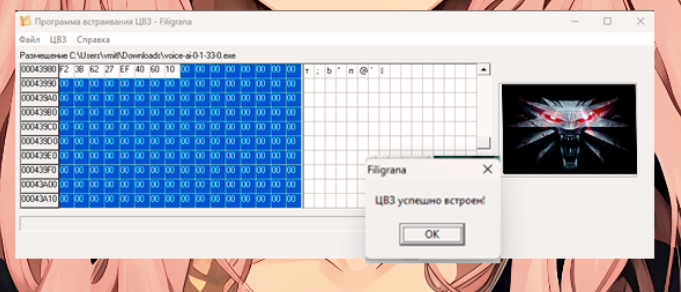 Программа встраивания ЦВЗ - Filigrana
Файл ЦВЗ Справка
Размещение C:\Users\vmitl\Downloads\voice-ai-0-1-33-0.exe
00043980 F2 3B 62 27 EF 40 60 10 00 00 00 00 00 00 00 00 т ; b ' п @ `
00043990 00 00 00 00 00 00 00 00 00 00 00 00 00 00 00 00
000439A0 00 00 00 00 00 00 00 00 00 00 00 00 00 00 00 00
000439B0 00 00 00 00 00 00 00 00 00 00 00 00 00 00 00 00
000439C0 00 00 00 00 00 00 00 00 00 00 00 00 00 00 00 00
000439D0 00 00 00 00 00 00 00 00 00 00 00 00 00 00 00 00
000439E0 00 00 00 00 00 00 00 00 00 00 00 00 00 00 00 00
000439F0 00 00 00 00 00 00 00 00 00 00 00 00 00 00 00 00
00043A00 00 00 00 00 00 00 00 00 00 00 00 00 00 00 00 00
00043A10 00 00 00 00 00 00 00 00 00 00 00 00 00 00 00 00
Filigrana
ЦВЗ успешно встроен!
OK